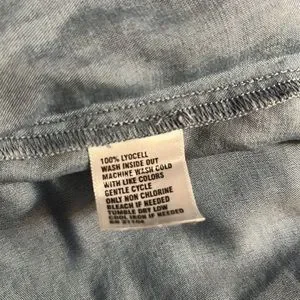 100% LYOCELL
WASH INSIDE OUT
MACHINE WASH COLD
WITH LIKE COLORS
GENTLE CYCLE
ONLY NON CHLORINE
BLEACH IF NEEDED
TUMBLE DRY LOW
COOL IRON IF NEEDED